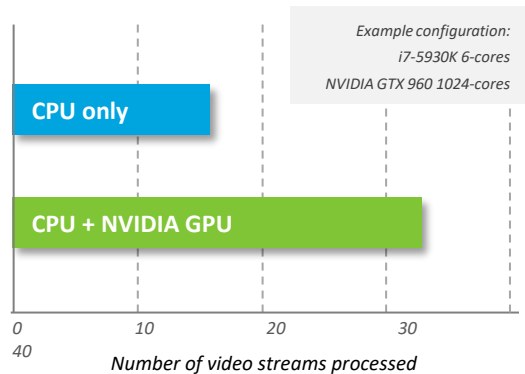 Example configuration:
i7-5930K 6-cores
NVIDIA GTX 960 1024-cores
CPU only
CPU + NVIDIA GPU
0 10 20 30
40
Number of video streams processed